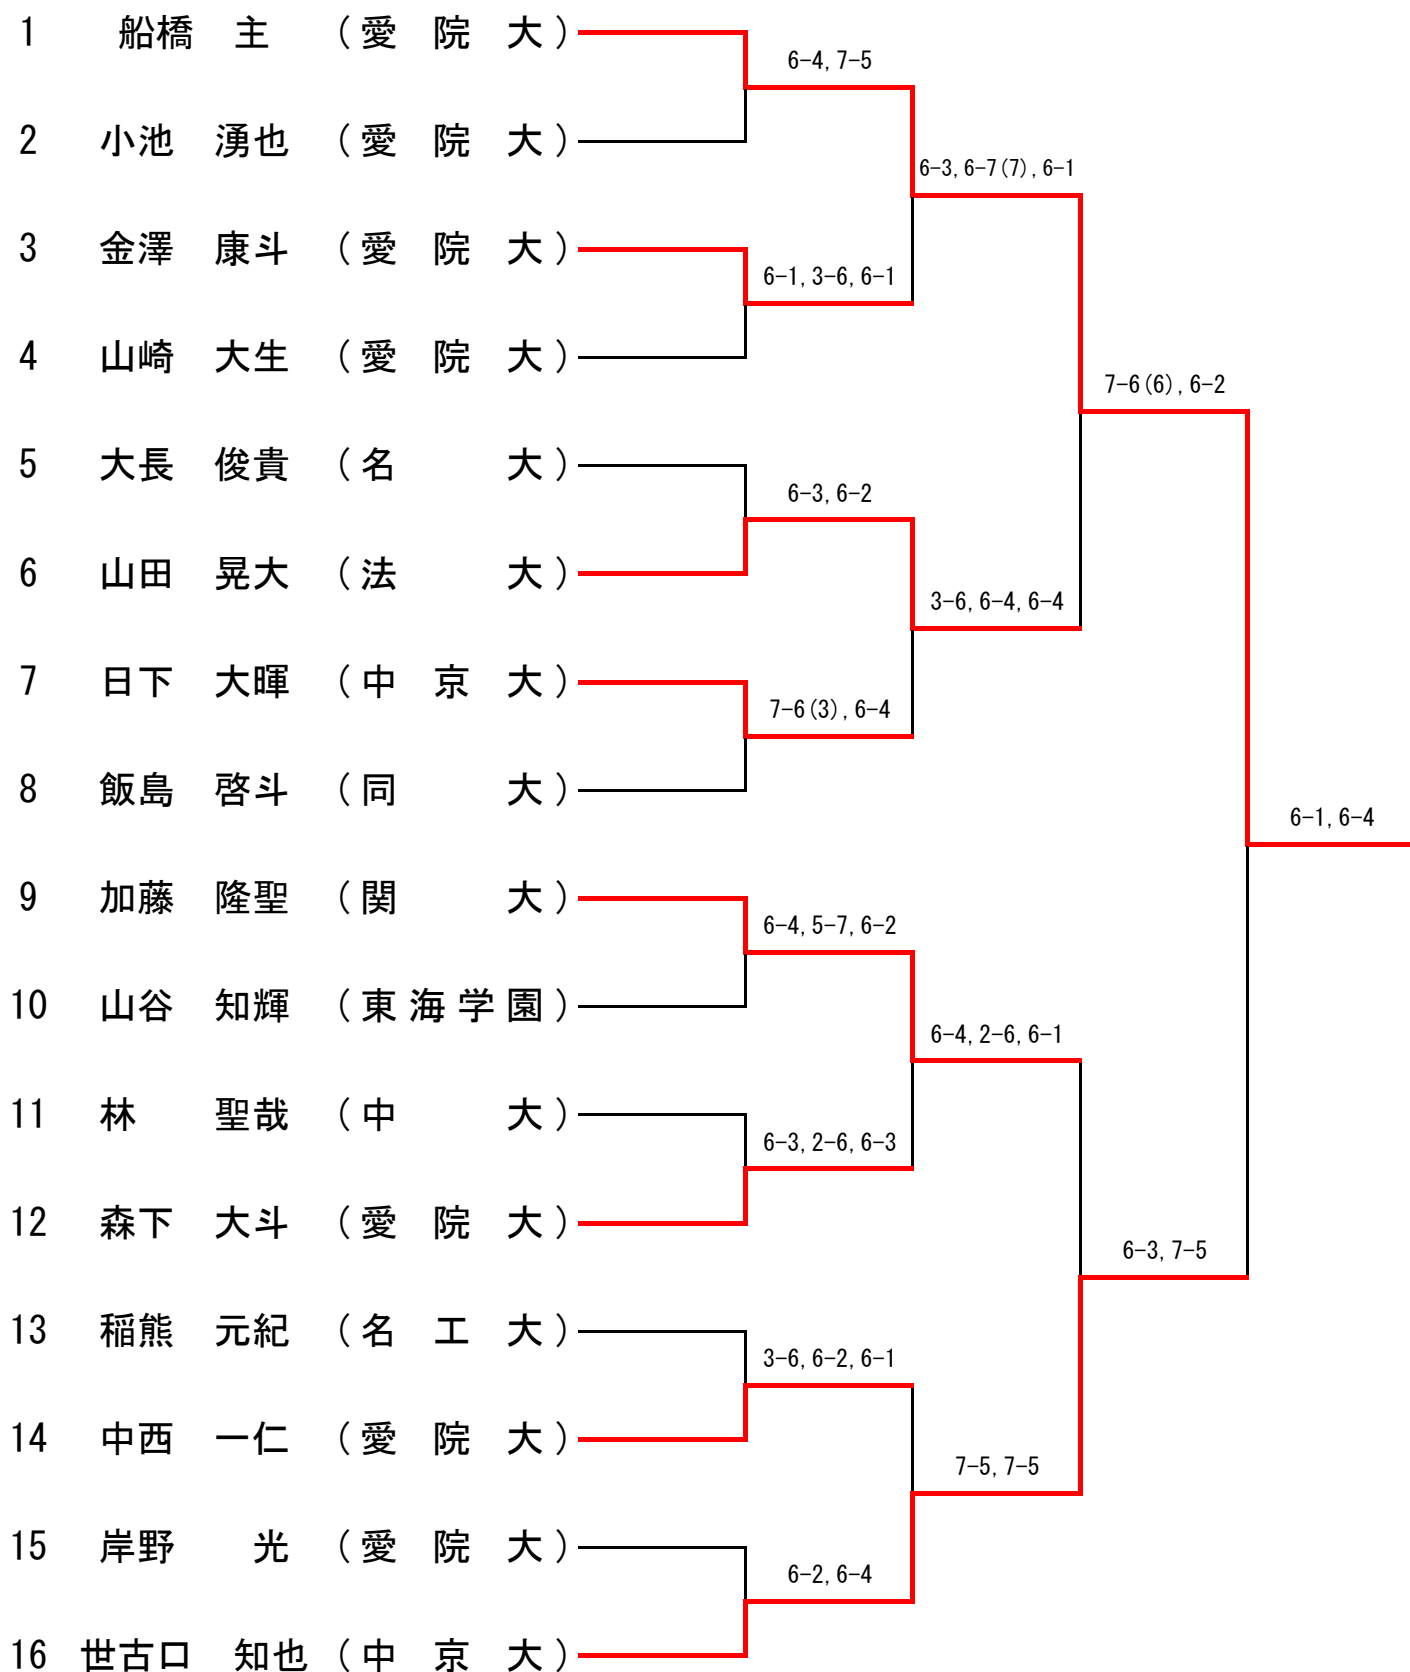 1 船橋 主 (愛院大)
6-4, 7-5
2 小池 湧也 (愛院大)
6-3, 6-7(7), 6-1
3 金澤 康斗 (愛院大)
6-1, 3-6, 6-1
4 山崎 大生 (愛院大)
7-6(6), 6-2
5 大長 俊貴 (名大)
6-3, 6-2
6 山田 晃大 (法大)
3-6, 6-4, 6-4
7 日下 大暉 (中京大)
7-6(3), 6-4
8 飯島 啓斗 (同大)
6-1, 6-4
9 加藤 隆聖 (関大)
6-4, 5-7, 6-2
10 山谷 知輝 (東海学園)
6-4, 2-6, 6-1
11 林 聖哉 (中大)
6-3, 2-6, 6-3
12 森下 大斗 (愛院大)
6-3, 7-5
13 稲熊 元紀 (名工大)
3-6, 6-2, 6-1
14 中西 一仁 (愛院大)
7-5, 7-5
15 岸野 光 (愛院大)
6-2, 6-4
16 世古口 知也 (中京大)